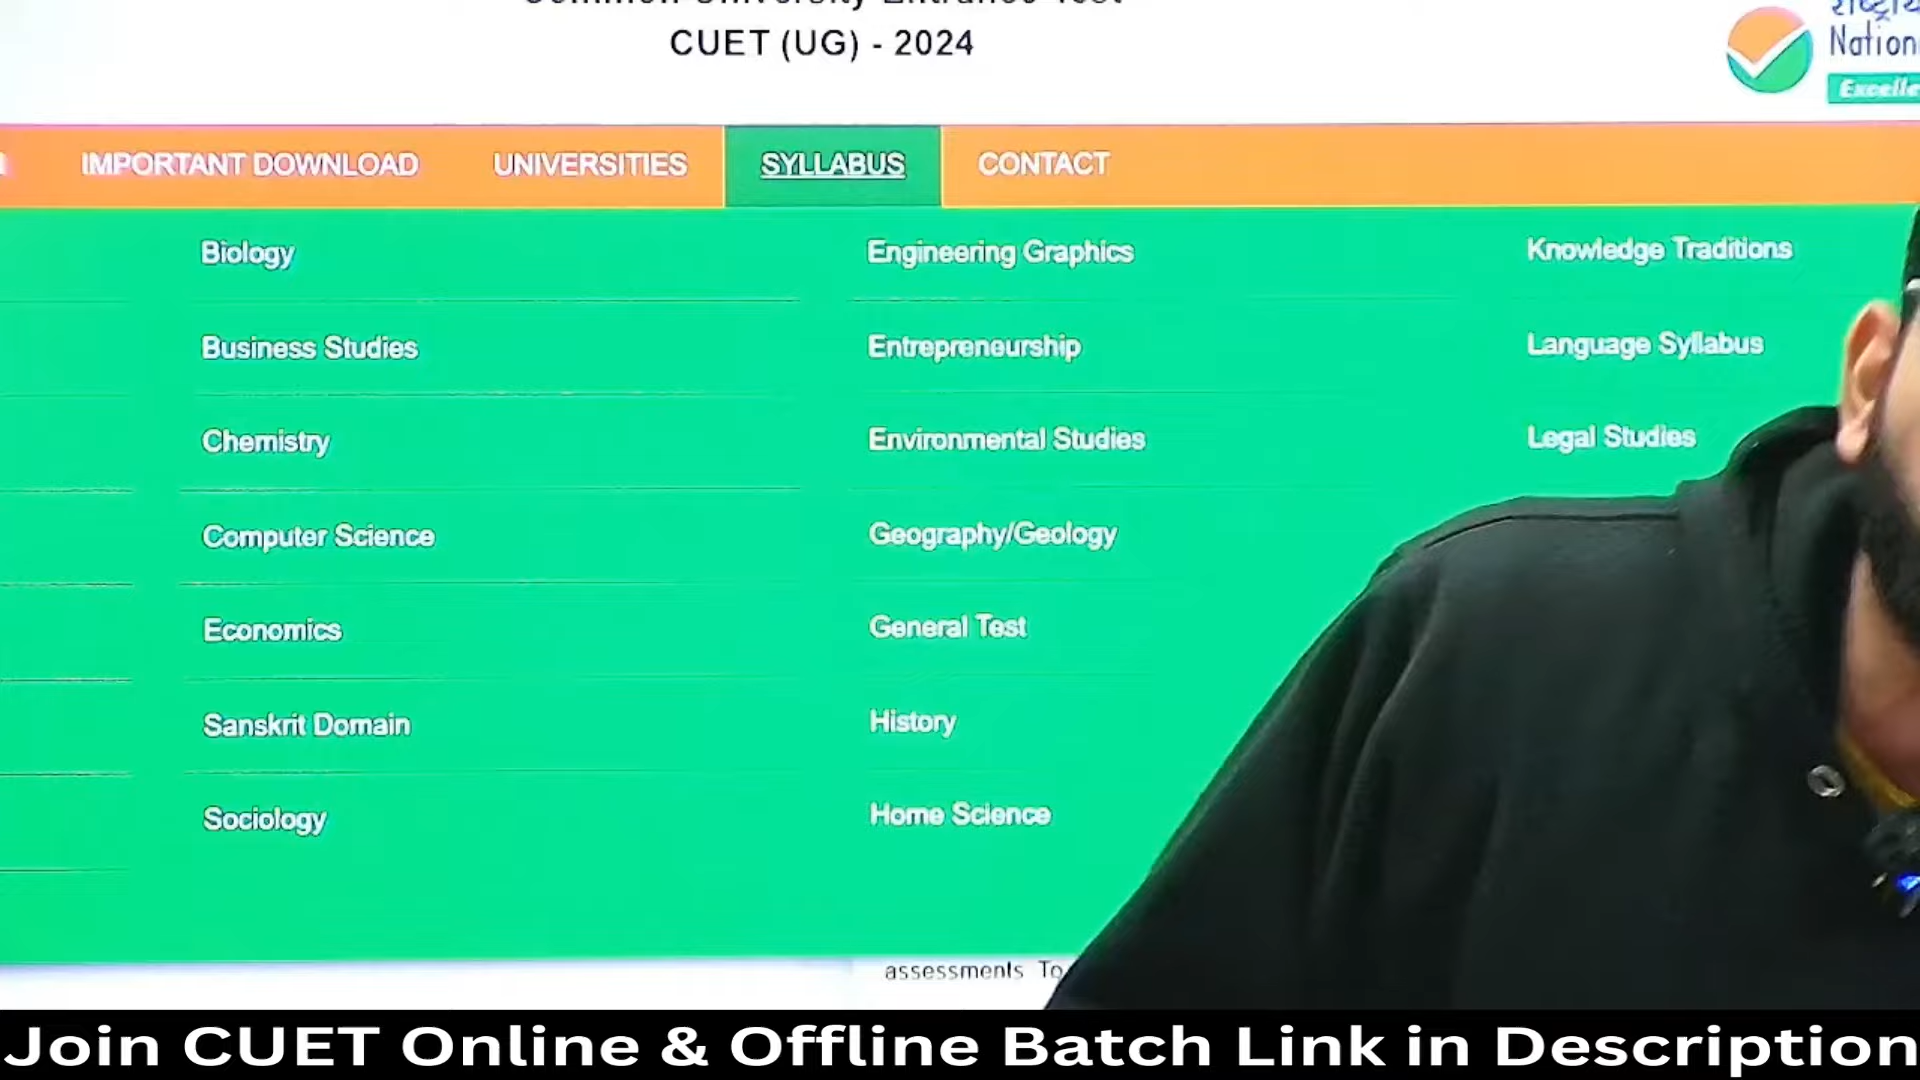 CUET (UG) - 2024
Nation
Excelle
IMPORTANT DOWNLOAD UNIVERSITIES SYLLABUS CONTACT
Biology Engineering Graphics Knowledge Traditions
Business Studies Entrepreneurship Language Syllabus
Chemistry Environmental Studies Legal Studies
Computer Science Geography/Geology
Economics General Test
Sanskrit Domain History
Sociology Home Science
assessments To
Join CUET Online & Offline Batch Link in Description